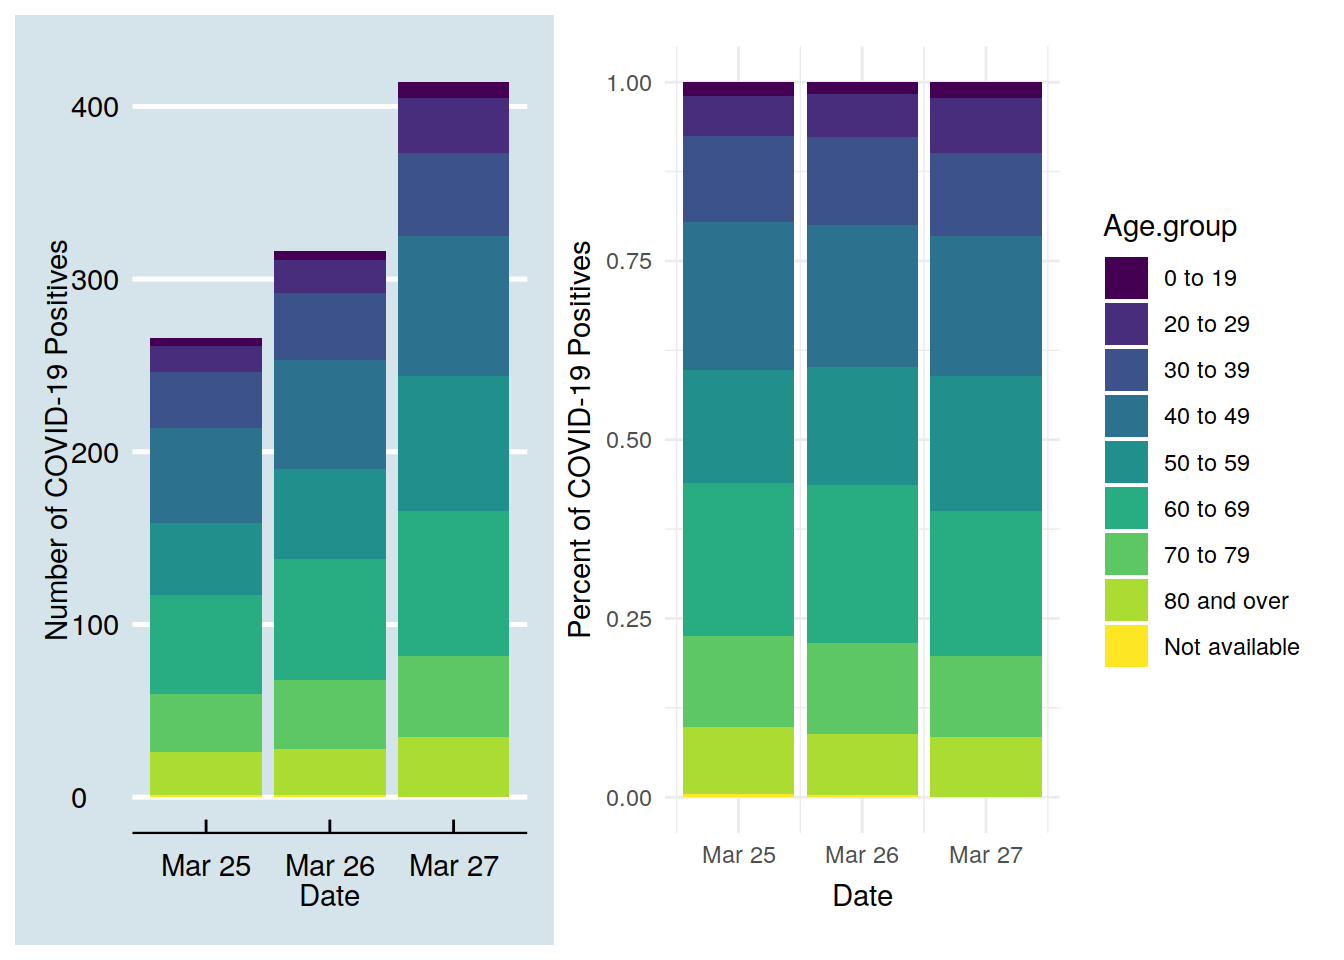 Number of COVID-19 Positives
400
300
200
100
0
Mar 25
Mar 26
Mar 27
Date
Percent of COVID-19 Positives
1.00
0.75
0.50
0.25
0.00
Mar 25
Mar 26
Mar 27
Date
Age.group
0 to 19
20 to 29
30 to 39
40 to 49
50 to 59
60 to 69
70 to 79
80 and over
Not available